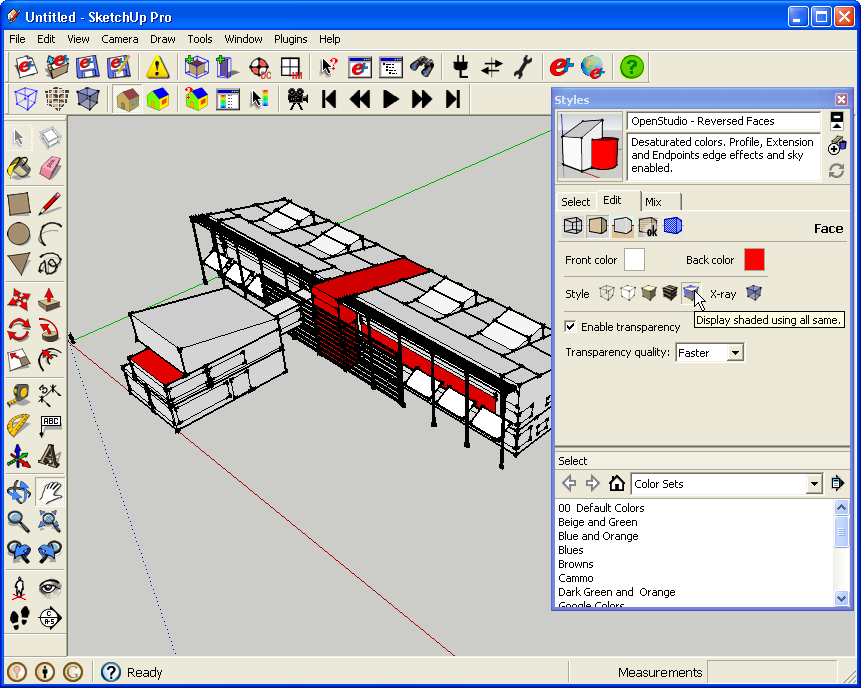 Untitled - SketchUp Pro
File Edit View Camera Draw Tools Window Plugins Help
Styles
OpenStudio - Reversed Faces
Desaturated colors. Profile, Extension
and Endpoints edge effects and sky
enabled.
Select Edit Mix
Face
Front color Back color
Style X-ray
Display shaded using all same.
Enable transparency
Transparency quality: Faster
Select
Color Sets
00 Default Colors
Beige and Green
Blue and Orange
Blues
Browns
Cammo
Dark Green and Orange
Google Colors
ABC
Ready
Measurements